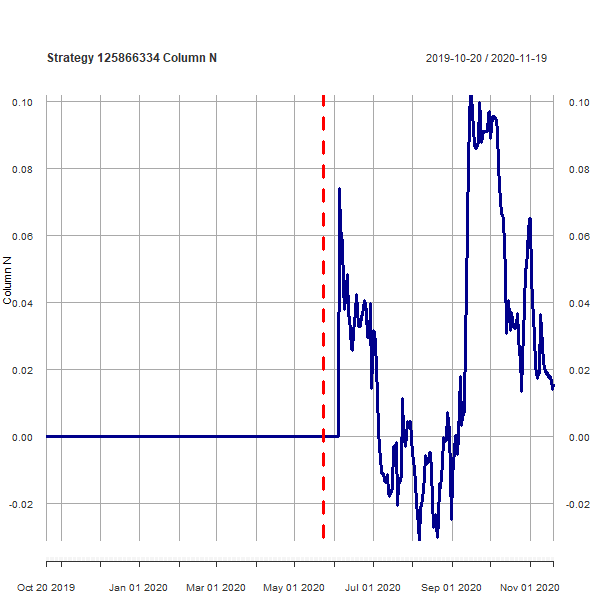 Strategy 125866334 Column N
2019-10-20 / 2020-11-19
0.10
0.08
0.06
0.04
0.02
0.00
-0.02
Column N
0.10
0.08
0.06
0.04
0.02
0.00
-0.02
Oct 20 2019
Jan 01 2020
Mar 01 2020
May 01 2020
Jul 01 2020
Sep 01 2020
Nov 01 2020